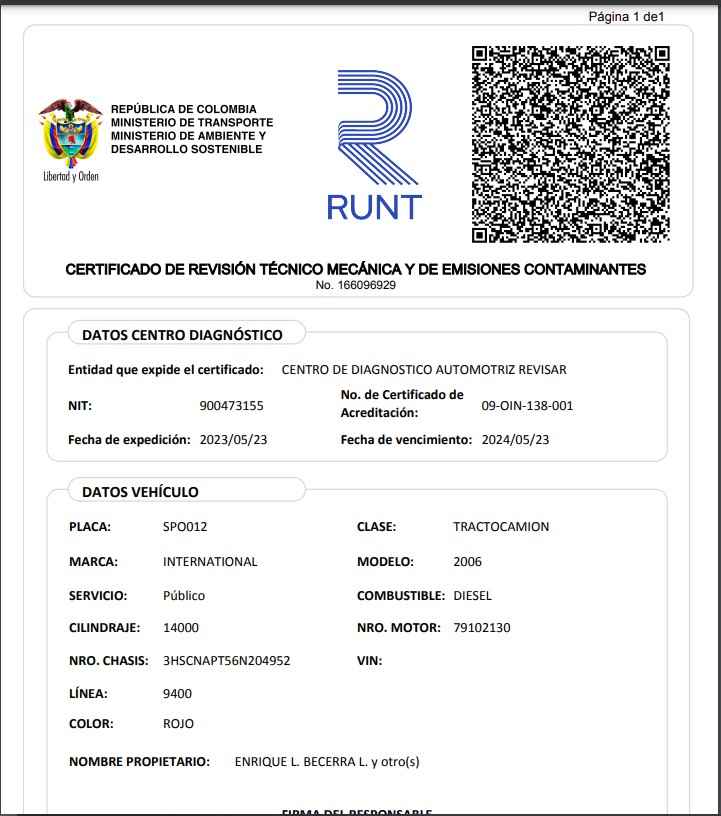 Página 1 de1
REPÚBLICA DE COLOMBIA
MINISTERIO DE TRANSPORTE
MINISTERIO DE AMBIENTE Y
DESARROLLO SOSTENIBLE
Libertad y Orden
RUNT
CERTIFICADO DE REVISIÓN TÉCNICO MECÁNICA Y DE EMISIONES CONTAMINANTES
No. 166096929
DATOS CENTRO DIAGNÓSTICO
Entidad que expide el certificado: CENTRO DE DIAGNOSTICO AUTOMOTRIZ REVISAR
NIT: 900473155 No. de Certificado de Acreditación: 09-OIN-138-001
Fecha de expedición: 2023/05/23 Fecha de vencimiento: 2024/05/23
DATOS VEHÍCULO
PLACA: SPO012 CLASE: TRACTOCAMION
MARCA: INTERNATIONAL MODELO: 2006
SERVICIO: Público COMBUSTIBLE: DIESEL
CILINDRAJE: 14000 NRO. MOTOR: 79102130
NRO. CHASIS: 3HSCNAPT56N204952 VIN:
LÍNEA: 9400
COLOR: ROJO
NOMBRE PROPIETARIO: ENRIQUE L. BECERRA L. y otro(s)
FIRMA DEL RESPONSABLE